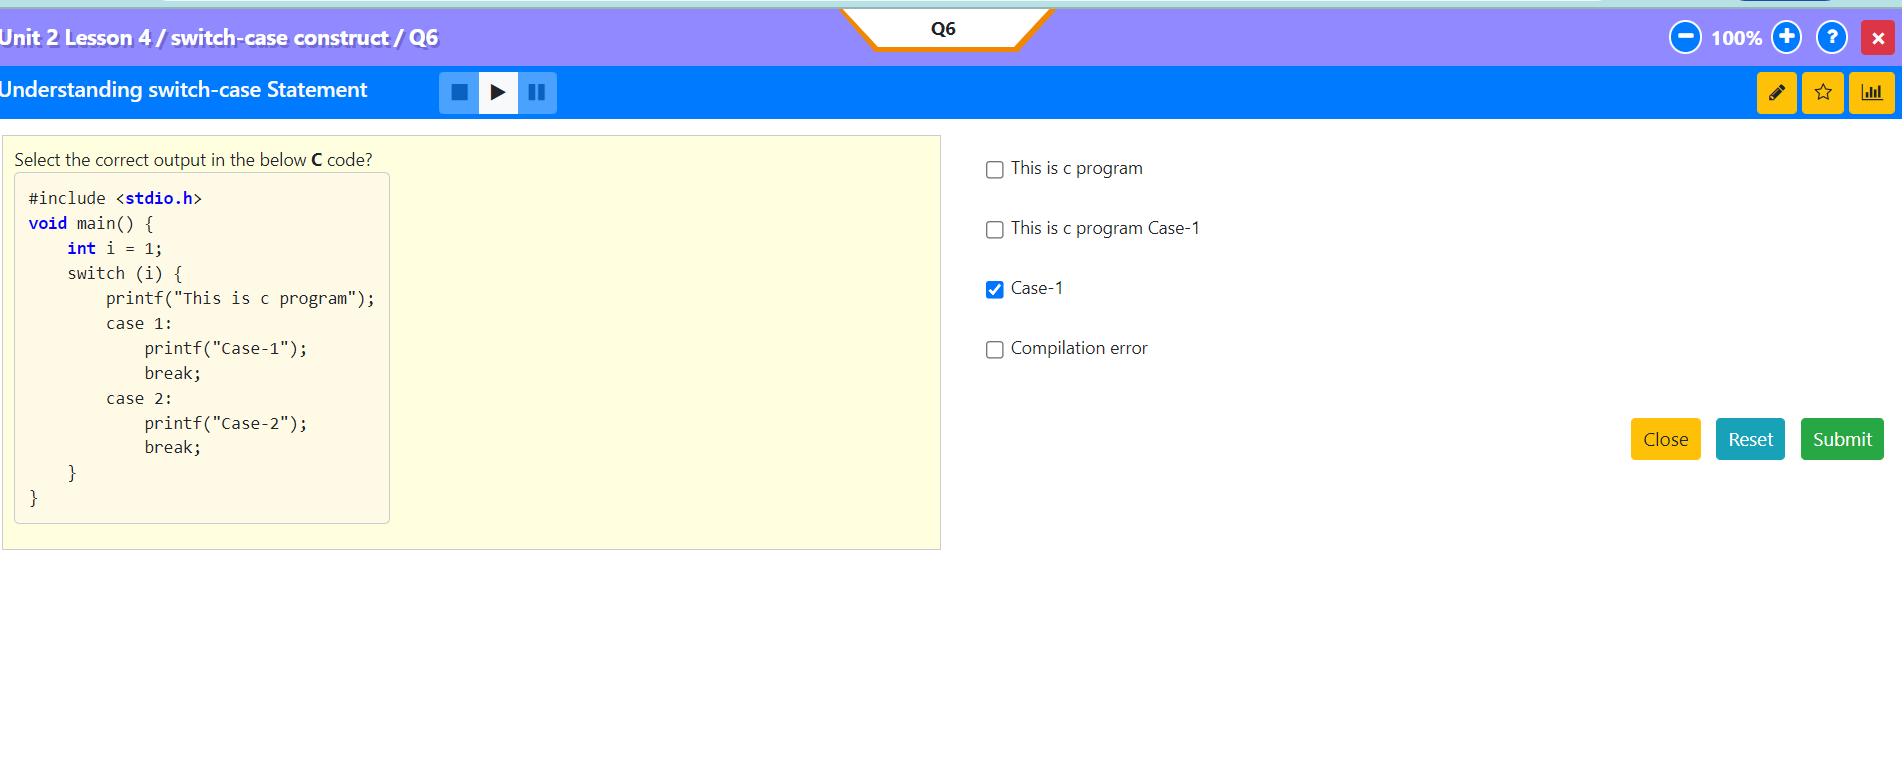 Unit 2 Lesson 4 / switch-case construct / Q6
Q6
100%
?
×
Understanding switch-case Statement
Select the correct output in the below C code?
#include <stdio.h>
void main() {
    int i = 1;
    switch (i) {
        printf("This is c program");
        case 1:
            printf("Case-1");
            break;
        case 2:
            printf("Case-2");
            break;
    }
}
This is c program
This is c program Case-1
Case-1
Compilation error
Close
Reset
Submit